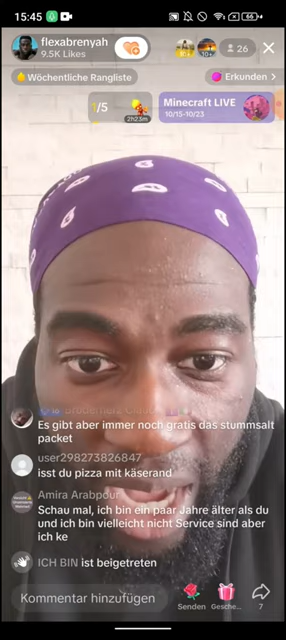 15:45
66
flexabrenyah
9.5K Likes
26
Wöchentliche Rangliste
Erkunden >
1/5
2h23m
Minecraft LIVE
10/15-10/23
Es gibt aber immer noch gratis das stummsalt
packet
user298273826847
isst du pizza mit käserand
Amira Arabpour
Schau mal, ich bin ein paar Jahre älter als du
und ich bin vielleicht nicht Service sind aber
ich ke
ICH BIN ist beigetreten
Kommentar hinzufügen
Senden
Gesche...
7